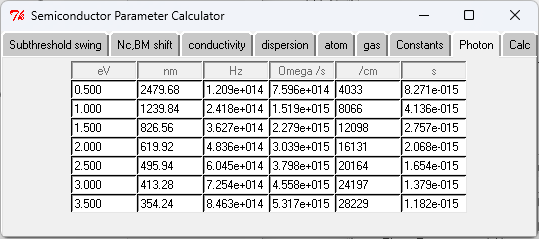 Semiconductor Parameter Calculator
Subthreshold swing Nc,BM shift conductivity dispersion atom gas Constants Photon Calc
eV nm Hz Omega /s /cm s
0.500 2479.68 1.209e+014 7.596e+014 4033 8.271e-015
1.000 1239.84 2.418e+014 1.519e+015 8066 4.136e-015
1.500 826.56 3.627e+014 2.279e+015 12098 2.757e-015
2.000 619.92 4.836e+014 3.039e+015 16131 2.068e-015
2.500 495.94 6.045e+014 3.798e+015 20164 1.654e-015
3.000 413.28 7.254e+014 4.558e+015 24197 1.379e-015
3.500 354.24 8.463e+014 5.317e+015 28229 1.182e-015